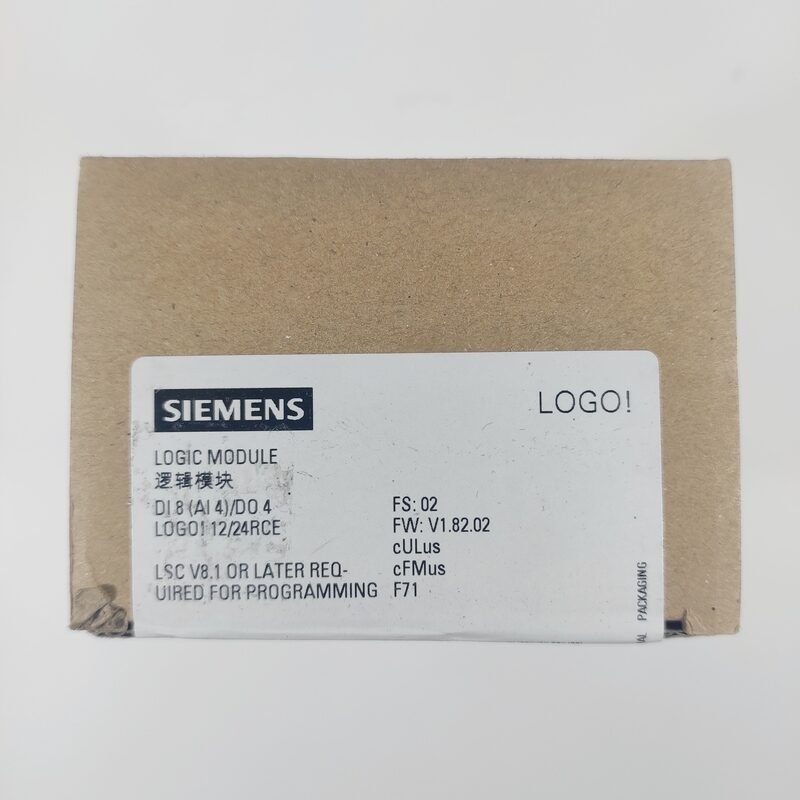 SIEMENS
LOGO!
LOGIC MODULE
逻辑模块
DI 8 (AI 4)/DO 4
LOGO! 12/24RCE
LSC V8.1 OR LATER REQ-
UIRED FOR PROGRAMMING
FS: 02
FW: V1.82.02
cULus
cFMus
F71
PACKAGING